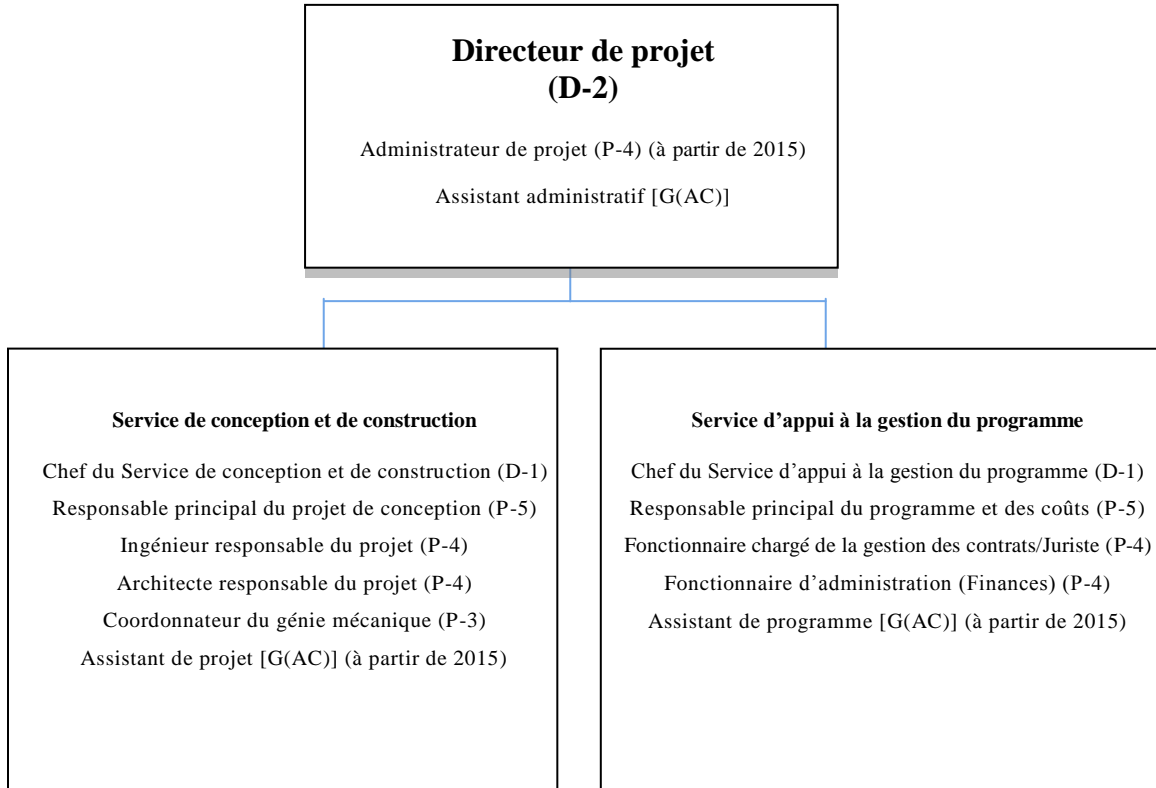 Directeur de projet
(D-2)
Administrateur de projet (P-4) (à partir de 2015)
Assistant administratif [G(AC)]
Service de conception et de construction
Chef du Service de conception et de construction (D-1)
Responsable principal du projet de conception (P-5)
Ingénieur responsable du projet (P-4)
Architecte responsable du projet (P-4)
Coordonnateur du génie mécanique (P-3)
Assistant de projet [G(AC)] (à partir de 2015)
Service d’appui à la gestion du programme
Chef du Service d’appui à la gestion du programme (D-1)
Responsable principal du programme et des coûts (P-5)
Fonctionnaire chargé de la gestion des contrats/Juriste (P-4)
Fonctionnaire d’administration (Finances) (P-4)
Assistant de programme [G(AC)] (à partir de 2015)